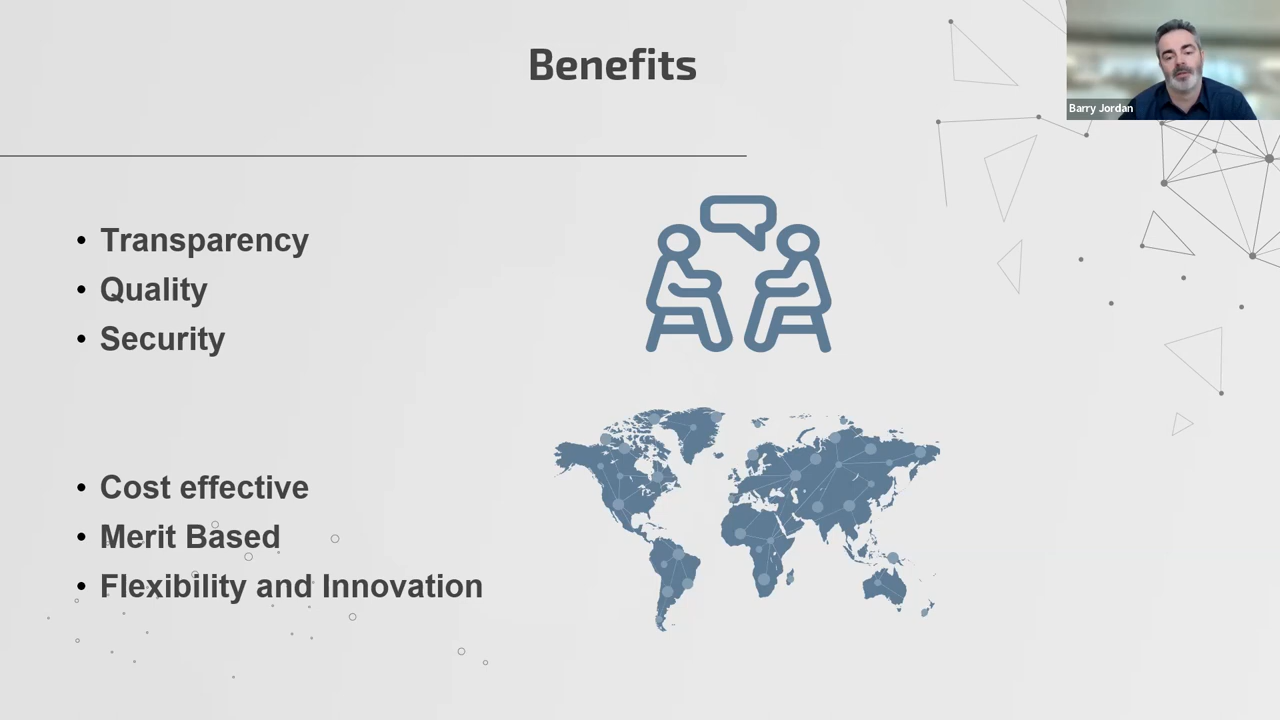 Benefits
Barry Jordan
• Transparency
• Quality
• Security
• Cost effective
• Merit Based
• Flexibility and Innovation